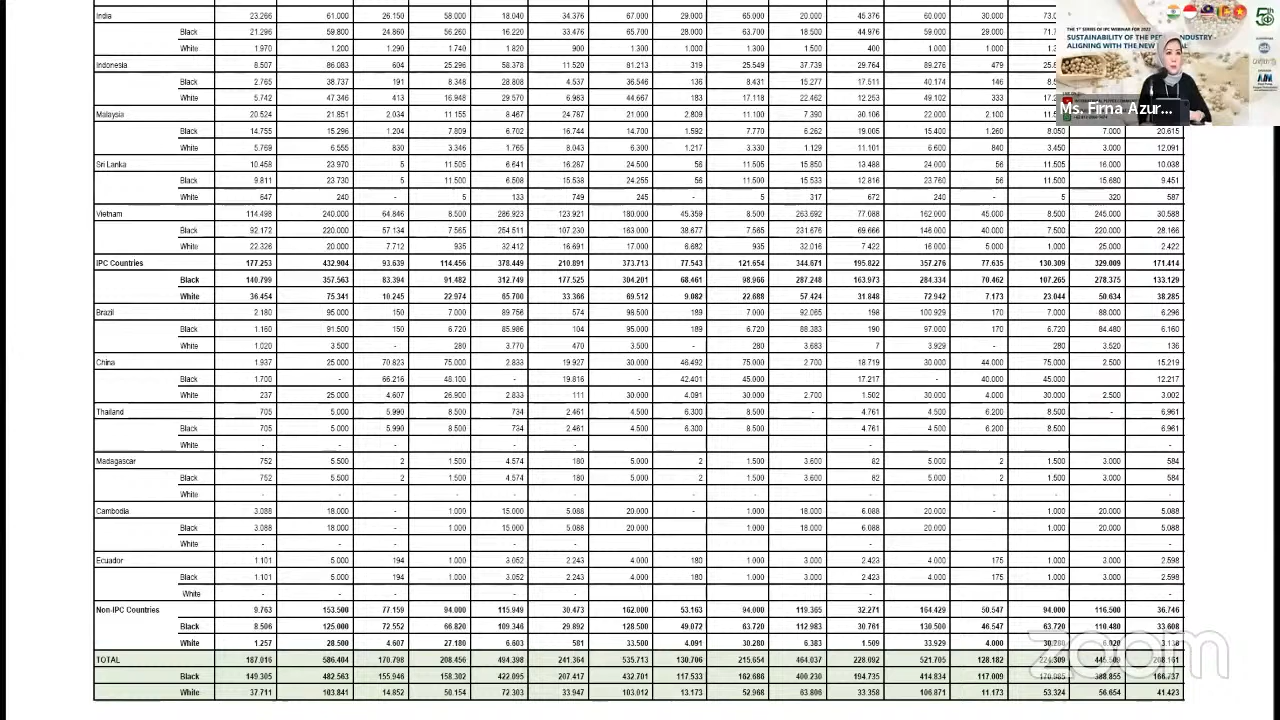 India 23.266 61.000 26.150 58.000 18.040 34.376 67.000 29.000 65.000 20.000 45.376 60.000 30.000
Black 21.296 59.800 24.860 56.260 16.220 33.476 65.700 28.000 63.700 18.500 44.976 59.000 29.000
White 1.970 1.200 1.290 1.740 1.820 900 1.300 1.000 1.300 1.500 400 1.000 1.000
Indonesia 8.507 86.083 604 25.296 58.378 11.520 81.213 319 25.549 37.739 29.764 89.276 479
Black 2.765 38.737 191 8.348 28.808 4.537 36.546 136 8.431 15.277 17.511 40.174 146
White 5.742 47.346 413 16.948 29.570 6.983 44.667 183 17.118 22.462 12.253 49.102 333
Malaysia 20.524 21.851 2.034 11.155 8.467 24.787 21.000 2.809 11.100 7.390 30.106 22.000 2.100
Black 14.755 15.296 1.204 7.809 6.702 16.744 14.700 1.592 7.770 6.262 19.005 15.400 1.260 8.050 7.000 20.615
White 5.769 6.555 830 3.346 1.765 8.043 6.300 1.217 3.330 1.129 11.101 6.600 840 3.450 3.000 12.091
Sri Lanka 10.458 23.970 5 11.505 6.641 16.287 24.500 56 11.505 15.850 13.488 24.000 56 11.505 16.000 10.038
Black 9.811 23.730 5 11.500 6.508 15.538 24.255 56 11.500 15.533 12.816 23.760 56 11.500 15.680 9.451
White 647 240 - 5 133 749 245 - 5 317 672 240 - 5 320 587
Vietnam 114.498 240.000 64.846 8.500 286.923 123.921 180.000 45.359 8.500 263.692 77.088 162.000 45.000 8.500 245.000 30.588
Black 92.172 220.000 57.134 7.565 254.511 107.230 163.000 38.677 7.565 231.676 69.666 146.000 40.000 7.500 220.000 28.166
White 22.326 20.000 7.712 935 32.412 16.691 17.000 6.682 935 32.016 7.422 16.000 5.000 1.000 25.000 2.422
IPC Countries 177.253 432.904 93.639 114.456 378.449 210.891 373.713 77.543 121.654 344.671 195.822 357.276 77.635 130.309 329.009 171.414
Black 140.799 357.563 83.394 91.482 312.749 177.525 304.201 68.461 98.966 287.248 163.973 284.334 70.462 107.265 278.375 133.129
White 36.454 75.341 10.245 22.974 65.700 33.366 69.512 9.082 22.688 57.424 31.848 72.942 7.173 23.044 50.634 38.285
Brazil 2.180 95.000 150 7.000 89.756 574 98.500 189 7.000 92.065 198 100.929 170 7.000 88.000 6.296
Black 1.160 91.500 150 6.720 85.986 104 95.000 189 6.720 88.383 190 97.000 170 6.720 84.480 6.160
White 1.020 3.500 - 280 3.770 470 3.500 - 280 3.683 7 3.929 - 280 3.520 136
China 1.937 25.000 70.823 75.000 2.833 19.927 30.000 46.492 75.000 2.700 18.719 30.000 44.000 75.000 2.500 15.219
Black 1.700 - 66.216 48.100 - 19.816 - 42.401 45.000 17.217 - 40.000 45.000 12.217
White 237 25.000 4.607 26.900 2.833 111 30.000 4.091 30.000 2.700 1.502 30.000 4.000 30.000 2.500 3.002
Thailand 705 5.000 5.990 8.500 734 2.461 4.500 6.300 8.500 - 4.761 4.500 6.200 8.500 - 6.961
Black 705 5.000 5.990 8.500 734 2.461 4.500 6.300 8.500 4.761 4.500 6.200 8.500 6.961
White - - - - - - - -
Madagascar 752 5.500 2 1.500 4.574 180 5.000 2 1.500 3.600 82 5.000 2 1.500 3.000 584
Black 752 5.500 2 1.500 4.574 180 5.000 2 1.500 3.600 82 5.000 2 1.500 3.000 584
White - - - - - - - - - - - - - - - -
Cambodia 3.088 18.000 - 1.000 15.000 5.088 20.000 - 1.000 18.000 6.088 20.000 1.000 20.000 5.088
Black 3.088 18.000 1.000 15.000 5.088 20.000 1.000 18.000 6.088 20.000 1.000 20.000 5.088
White - - - - - - - -
Ecuador 1.101 5.000 194 1.000 3.052 2.243 4.000 180 1.000 3.000 2.423 4.000 175 1.000 3.000 2.598
Black 1.101 5.000 194 1.000 3.052 2.243 4.000 180 1.000 3.000 2.423 4.000 175 1.000 3.000 2.598
White - - - - - - - - - - - - - - - -
Non-IPC Countries 9.763 153.500 77.159 94.000 115.949 30.473 162.000 53.163 94.000 119.365 32.271 164.429 50.547 94.000 116.500 36.746
Black 8.506 125.000 72.552 66.820 109.346 29.892 128.500 49.072 63.720 112.983 30.761 130.500 46.547 63.720 110.480 33.608
White 1.257 28.500 4.607 27.180 6.603 581 33.500 4.091 30.280 6.383 1.509 33.929 4.000
TOTAL 187.016 586.404 170.798 208.456 494.398 241.364 535.713 130.706 215.654 464.037 228.092 521.705 128.182
Black 149.305 482.563 155.946 158.302 422.095 207.417 432.701 117.533 162.686 400.230 194.735 414.834 117.009 166.737
White 37.711 103.841 14.852 50.154 72.303 33.947 103.012 13.173 52.968 63.806 33.358 106.871 11.173 53.324 56.654 41.423
THE 1ST SERIES OF IPC WEBINAR FOR 2022
SUSTAINABILITY OF THE
ALIGNING WITH THE NEW
Ms. Firna Azur...
zoom